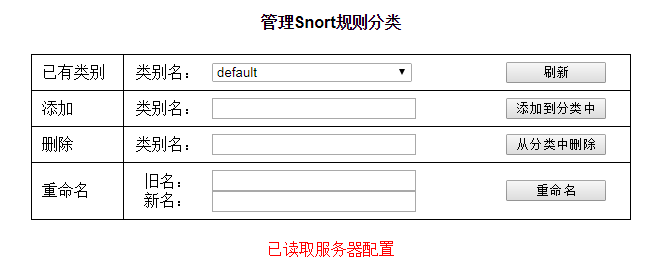 管理Snort规则分类
已有类别 类别名： default 刷新
添加 类别名： 添加到分类中
删除 类别名： 从分类中删除
重命名 旧名： 新名： 重命名
已读取服务器配置